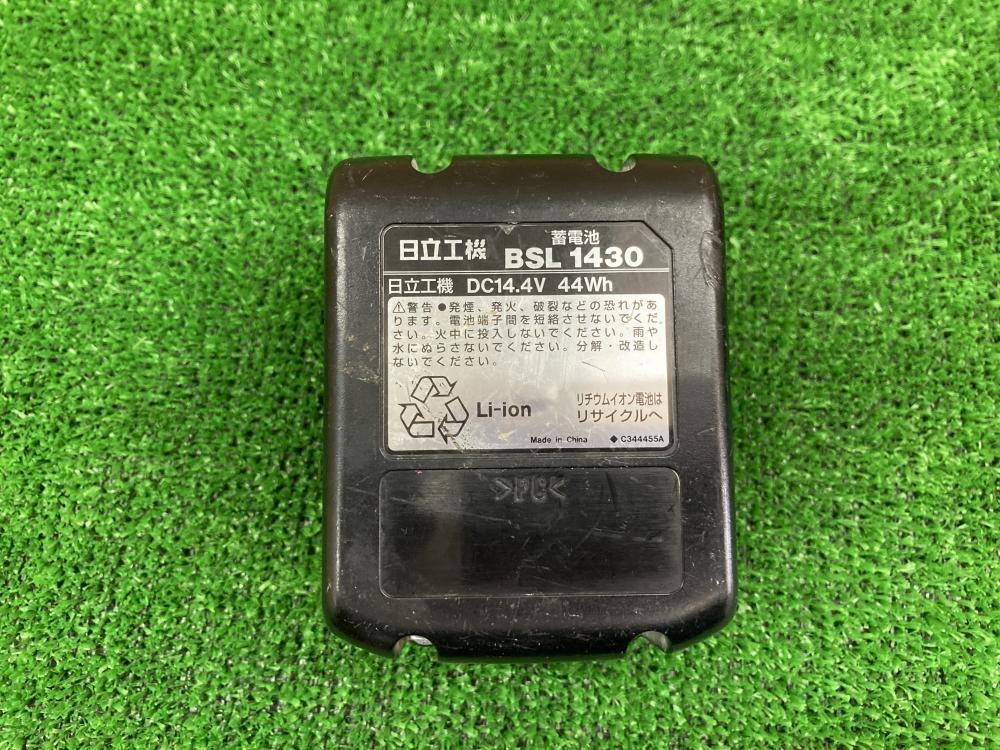 蓄電池
日立工機 BSL 1430
日立工機 DC14.4V 44Wh
⚠警告 ●発煙、発火、破裂などの恐れがあ
ります。電池端子間を短絡させないでくだ
さい。火中に投入しないでください。雨や
水にぬらさないでください。分解・改造し
ないでください。
Li-ion
リチウムイオン電池は
リサイクルへ
Made in China ◆C344455A
>PC<